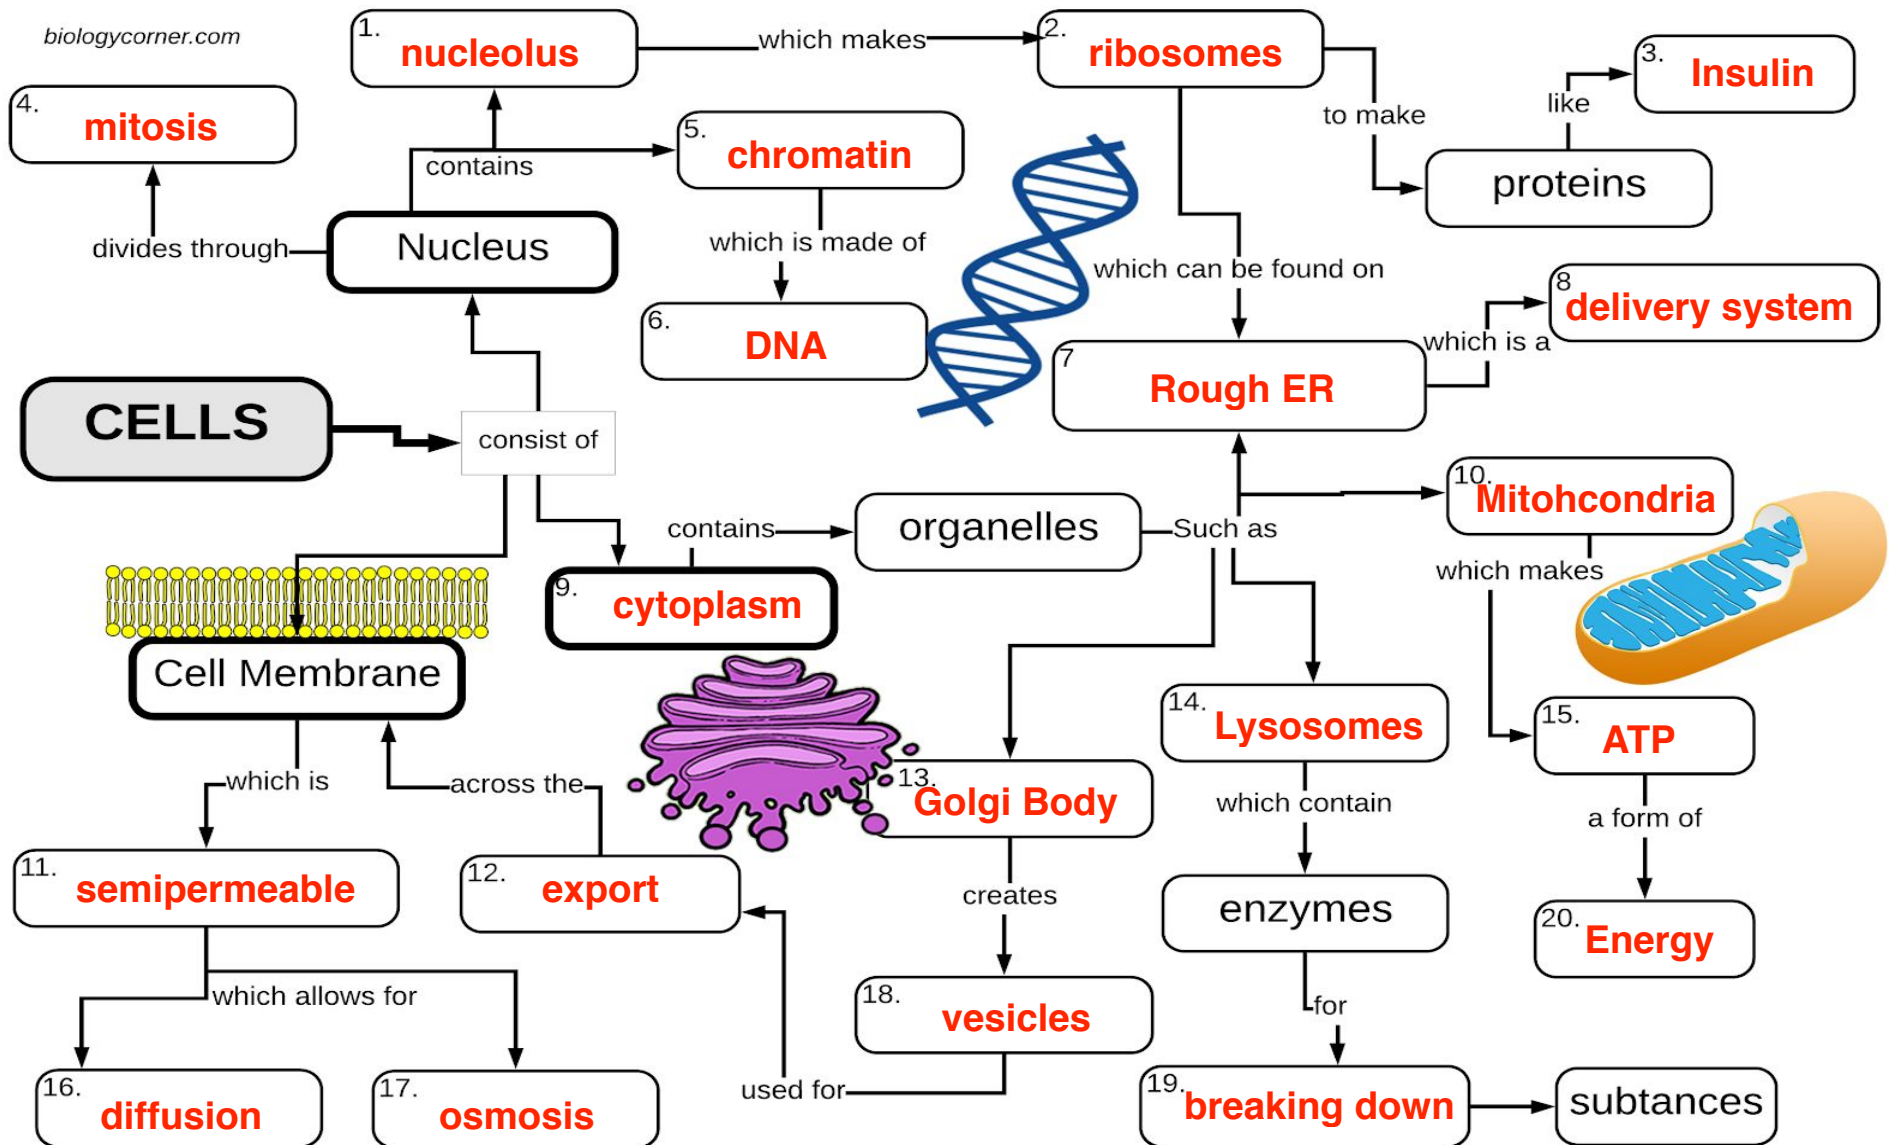 biologycorner.com
1. nucleolus
which makes
2. ribosomes
3. Insulin
like
to make
proteins
4. mitosis
5. chromatin
contains
divides through
Nucleus
which is made of
6. DNA
which can be found on
8 delivery system
which is a
7 Rough ER
CELLS
consist of
contains
organelles
Such as
10. Mitohcondria
which makes
9. cytoplasm
Cell Membrane
14. Lysosomes
15. ATP
which is
across the
13. Golgi Body
which contain
a form of
11. semipermeable
12. export
creates
enzymes
20. Energy
which allows for
18. vesicles
for
used for
16. diffusion
17. osmosis
19. breaking down
subtances